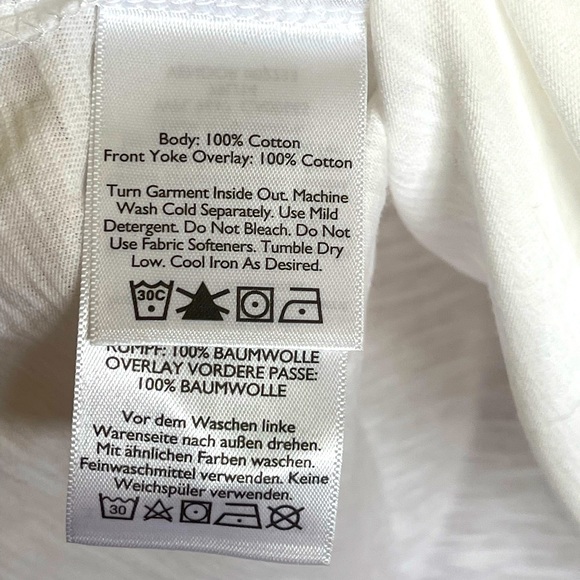 Body: 100% Cotton
Front Yoke Overlay: 100% Cotton
Turn Garment Inside Out. Machine
Wash Cold Separately. Use Mild
Detergent. Do Not Bleach. Do Not
Use Fabric Softeners. Tumble Dry
Low. Cool Iron As Desired.
30C
RUMPF: 100% BAUMWOLLE
OVERLAY VORDERE PASSE:
100% BAUMWOLLE
Vor dem Waschen linke
Warenseite nach außen drehen.
Mit ähnlichen Farben waschen.
Feinwaschmittel verwenden. Keine
Weichspüler verwenden.
30